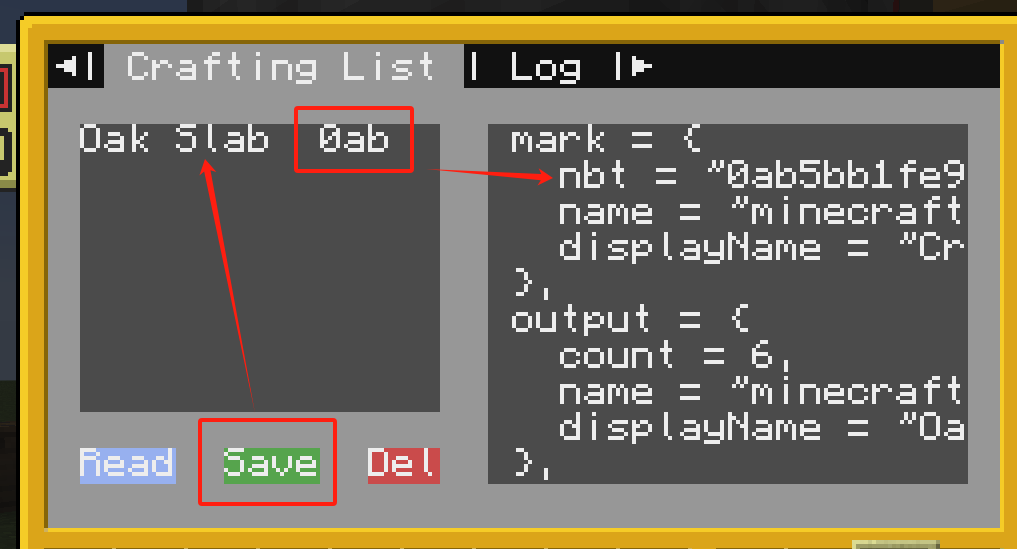 Crafting List | Log
Oak Slab 0ab
Read Save Del
mark = {
nbt = "0ab5bb1fe9
name = "minecraft
displayName = "Cr
},
output = {
count = 6,
name = "minecraft
displayName = "Oa
},